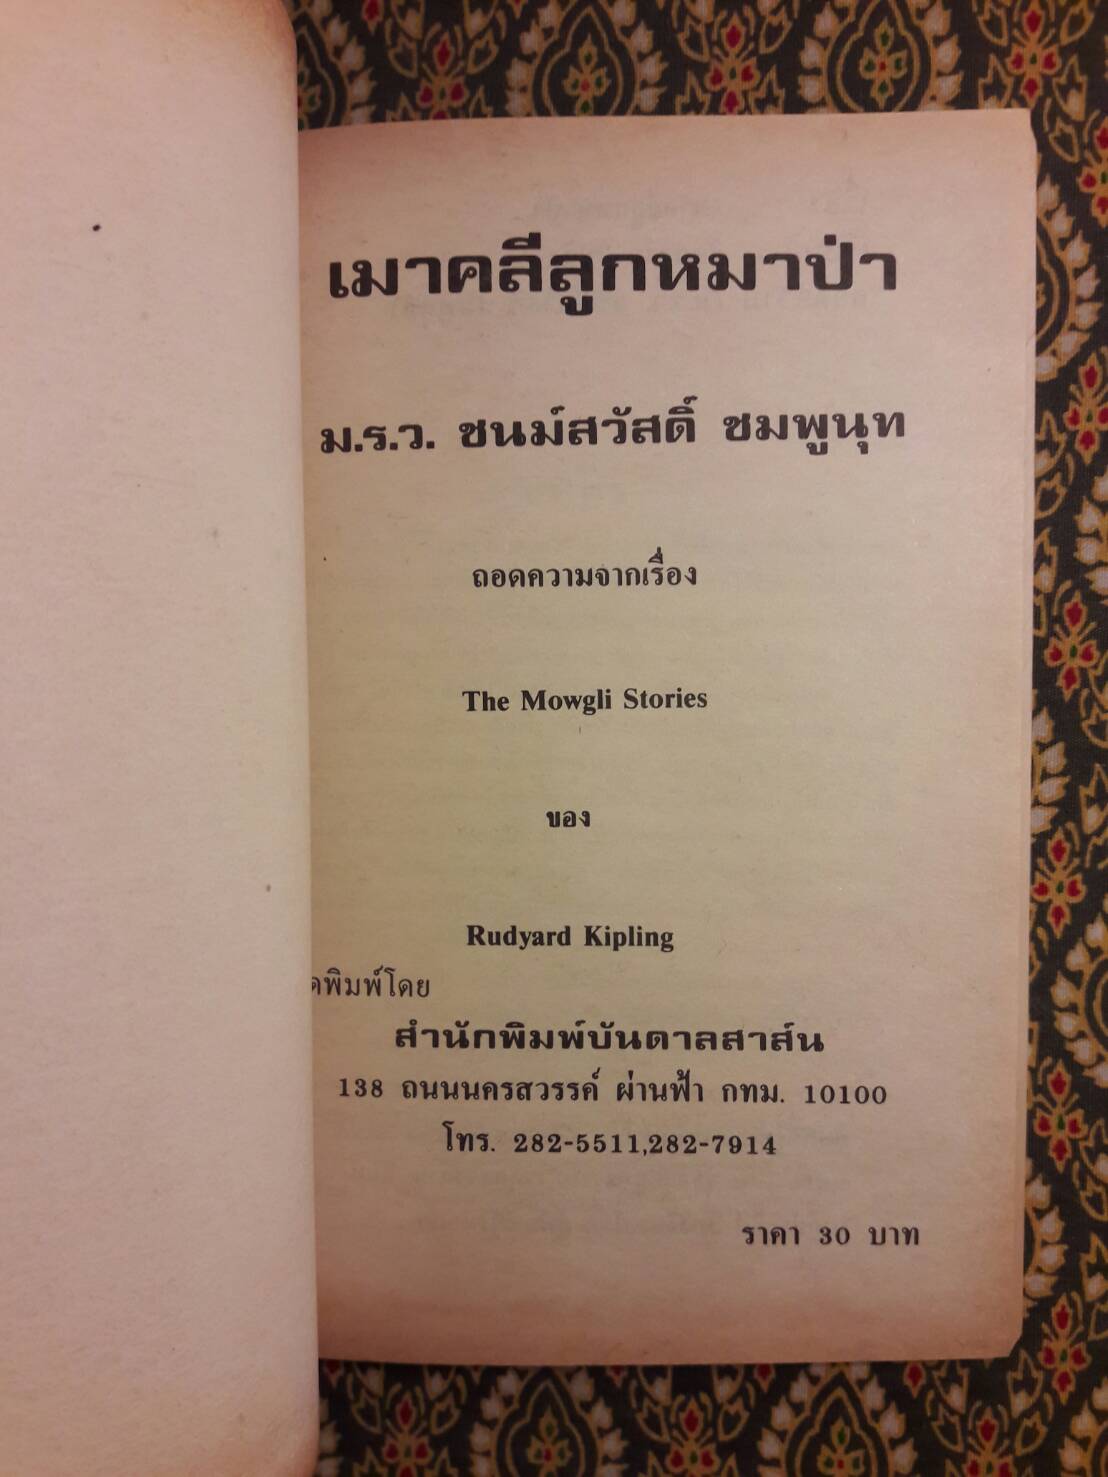 เมาคลีลูกหมาป่า
ม.ร.ว. ชนม์สวัสดิ์ ชมพูนุท
ถอดความจากเรื่อง
The Mowgli Stories
ของ
Rudyard Kipling
ดพิมพ์โดย
สำนักพิมพ์บันดาลสาส์น
138 ถนนนครสวรรค์ ผ่านฟ้า กทม. 10100
โทร. 282-5511,282-7914
ราคา 30 บาท